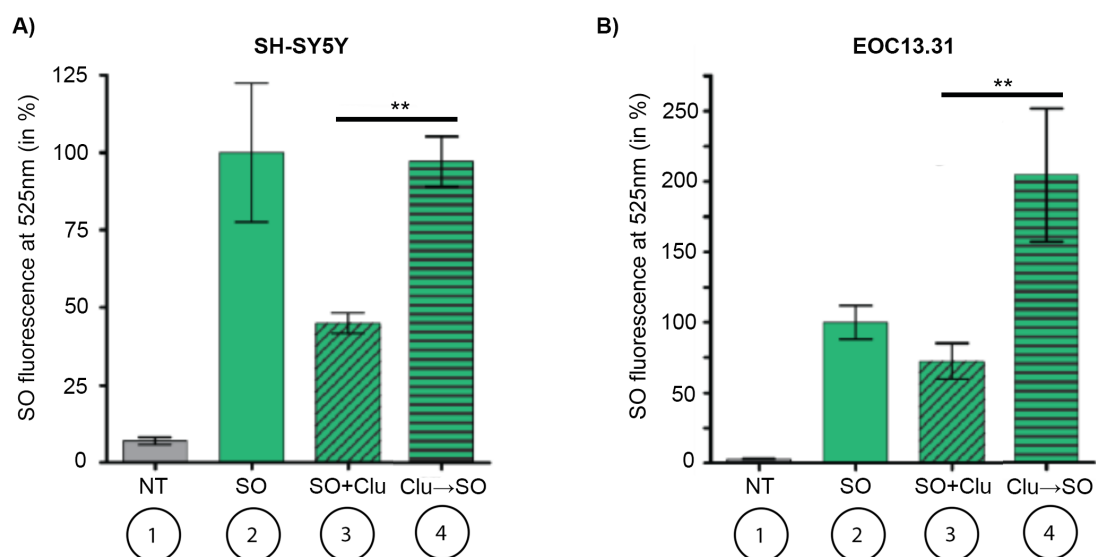 A)
SH-SY5Y
SO fluorescence at 525nm (in %)
125
100
75
50
25
0
**
NT SO SO+Clu Clu→SO
1 2 3 4
B)
EOC13.31
SO fluorescence at 525nm (in %)
250
200
150
100
50
0
**
NT SO SO+Clu Clu→SO
1 2 3 4